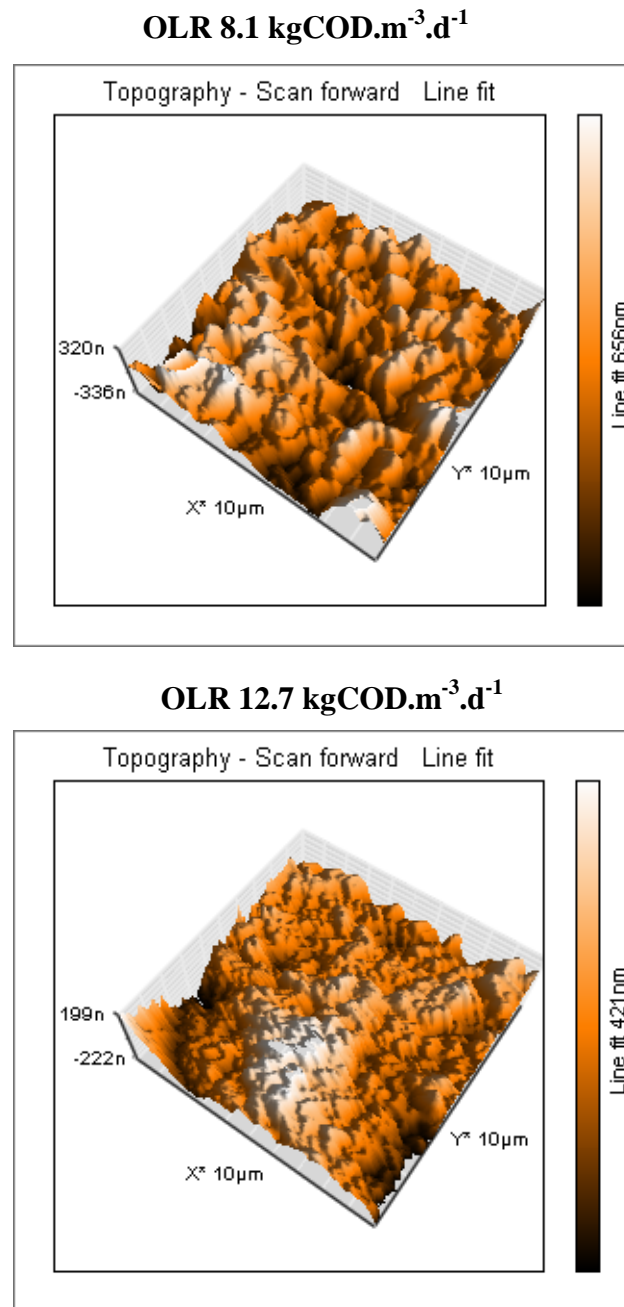 OLR 8.1 kgCOD.m-3.d-1
Topography - Scan forward Line fit
320n
-336n
X* 10µm
Y* 10µm
Line fit 656nm
OLR 12.7 kgCOD.m-3.d-1
Topography - Scan forward Line fit
199n
-222n
X* 10µm
Y* 10µm
Line fit 421nm